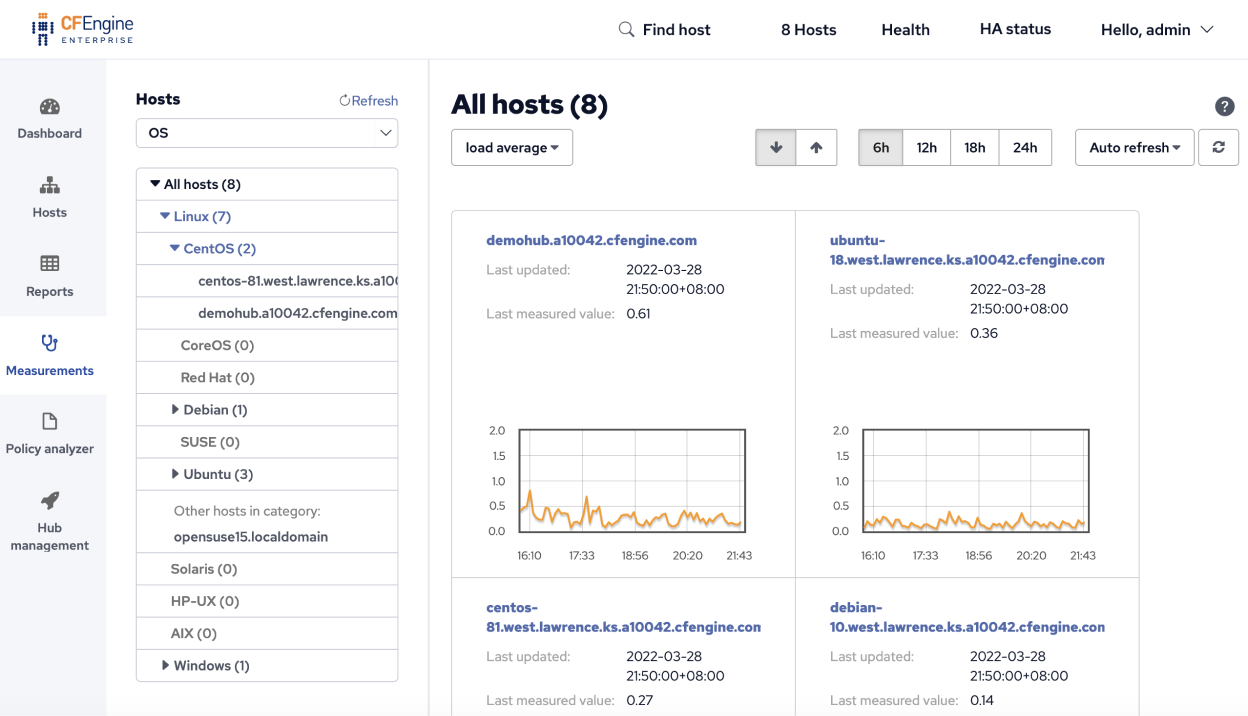 CFEngine
ENTERPRISE
Find host
8 Hosts
Health
HA status
Hello, admin
Dashboard
Hosts
Reports
Measurements
Policy analyzer
Hub
management
Hosts
Refresh
OS
All hosts (8)
Linux (7)
CentOS (2)
centos-81.west.lawrence.ks.a100
demohub.a10042.cfengine.com
CoreOS (0)
Red Hat (0)
Debian (1)
SUSE (0)
Ubuntu (3)
Other hosts in category:
opensuse15.localdomain
Solaris (0)
HP-UX (0)
AIX (0)
Windows (1)
All hosts (8)
?
load average
6h
12h
18h
24h
Auto refresh
demohub.a10042.cfengine.com
Last updated: 2022-03-28
21:50:00+08:00
Last measured value: 0.61
2.0
1.5
1.0
0.5
0.0
16:10 17:33 18:56 20:20 21:43
ubuntu-
18.west.lawrence.ks.a10042.cfengine.com
Last updated: 2022-03-28
21:50:00+08:00
Last measured value: 0.36
2.0
1.5
1.0
0.5
0.0
16:10 17:33 18:56 20:20 21:43
centos-
81.west.lawrence.ks.a10042.cfengine.com
Last updated: 2022-03-28
21:50:00+08:00
Last measured value: 0.27
debian-
10.west.lawrence.ks.a10042.cfengine.com
Last updated: 2022-03-28
21:50:00+08:00
Last measured value: 0.14